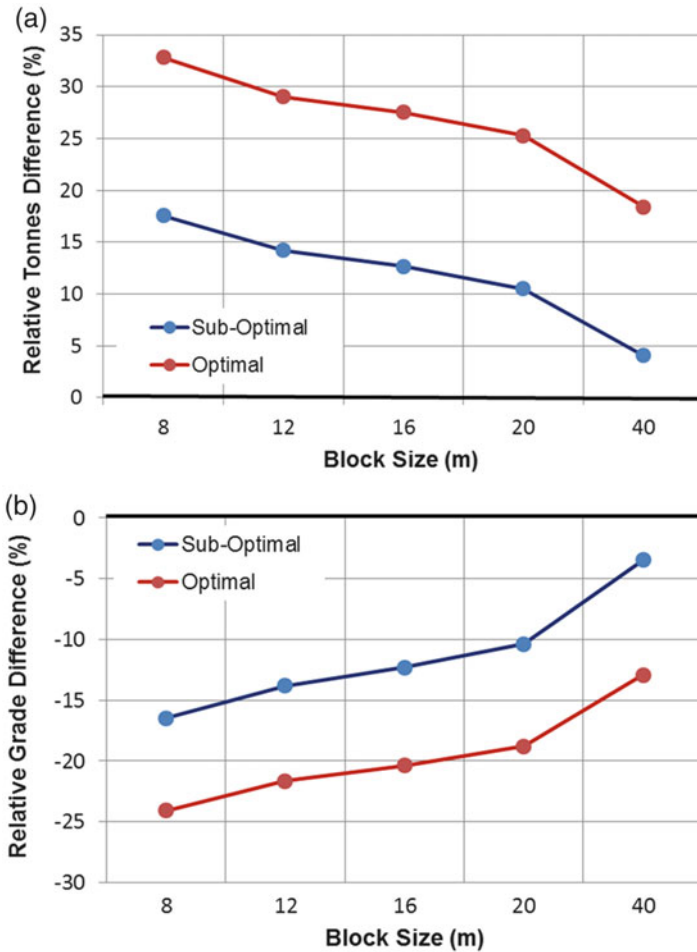 (a)
Relative Tonnes Difference (%)
35
30
25
20
15
10
5
0
Sub-Optimal
Optimal
8 12 16 20 40
Block Size (m)
(b)
Relative Grade Difference (%)
0
-5
-10
-15
-20
-25
-30
Sub-Optimal
Optimal
8 12 16 20 40
Block Size (m)